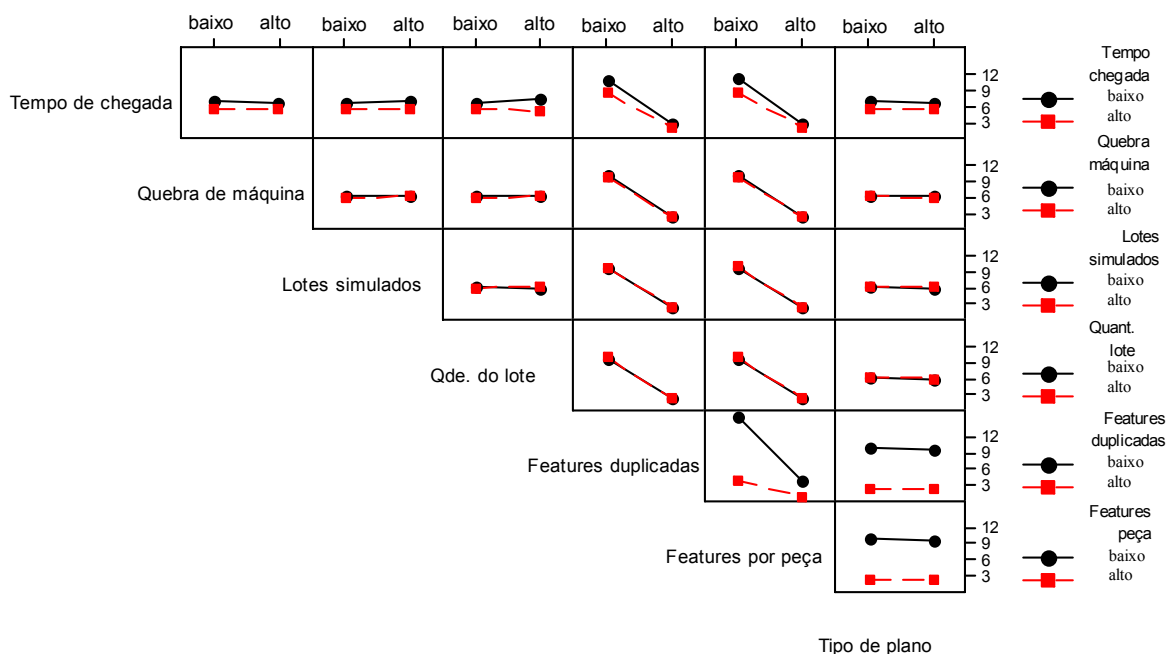 baixo alto baixo alto baixo alto baixo alto baixo alto baixo alto
Tempo de chegada
12
9
6
3
Tempo
chegada
baixo
alto
Quebra de máquina
12
9
6
3
Quebra
máquina
baixo
alto
Lotes simulados
12
9
6
3
Lotes
simulados
baixo
alto
Qde. do lote
12
9
6
3
Quant.
lote
baixo
alto
Features duplicadas
12
9
6
3
Features
duplicadas
baixo
alto
Features por peça
12
9
6
3
Features
peça
baixo
alto
Tipo de plano